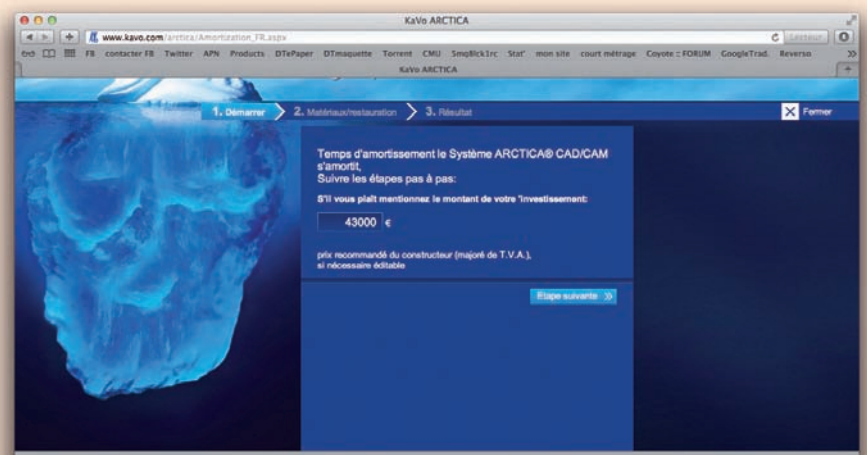 KaVo ARCTICA
www.kavo.com/arctica/Amortization_FR.aspx
Lecteur
FB contacter FB Twitter APN Products DTePaper DTmaquette Torrent CMU SmqBlck1rc Stat' mon site court métrage Coyote :: FORUM GoogleTrad. Reverso
KaVo ARCTICA
1. Démarrer 2. Matériaux/restauration 3. Résultat X Fermer
Temps d'amortissement le Système ARCTICA® CAD/CAM
s'amortit,
Suivre les étapes pas à pas:
S'il vous plaît mentionnez le montant de votre 'investissement:
43000 €
prix recommandé du constructeur (majoré de T.V.A.),
si nécessaire éditable
Etape suivante »